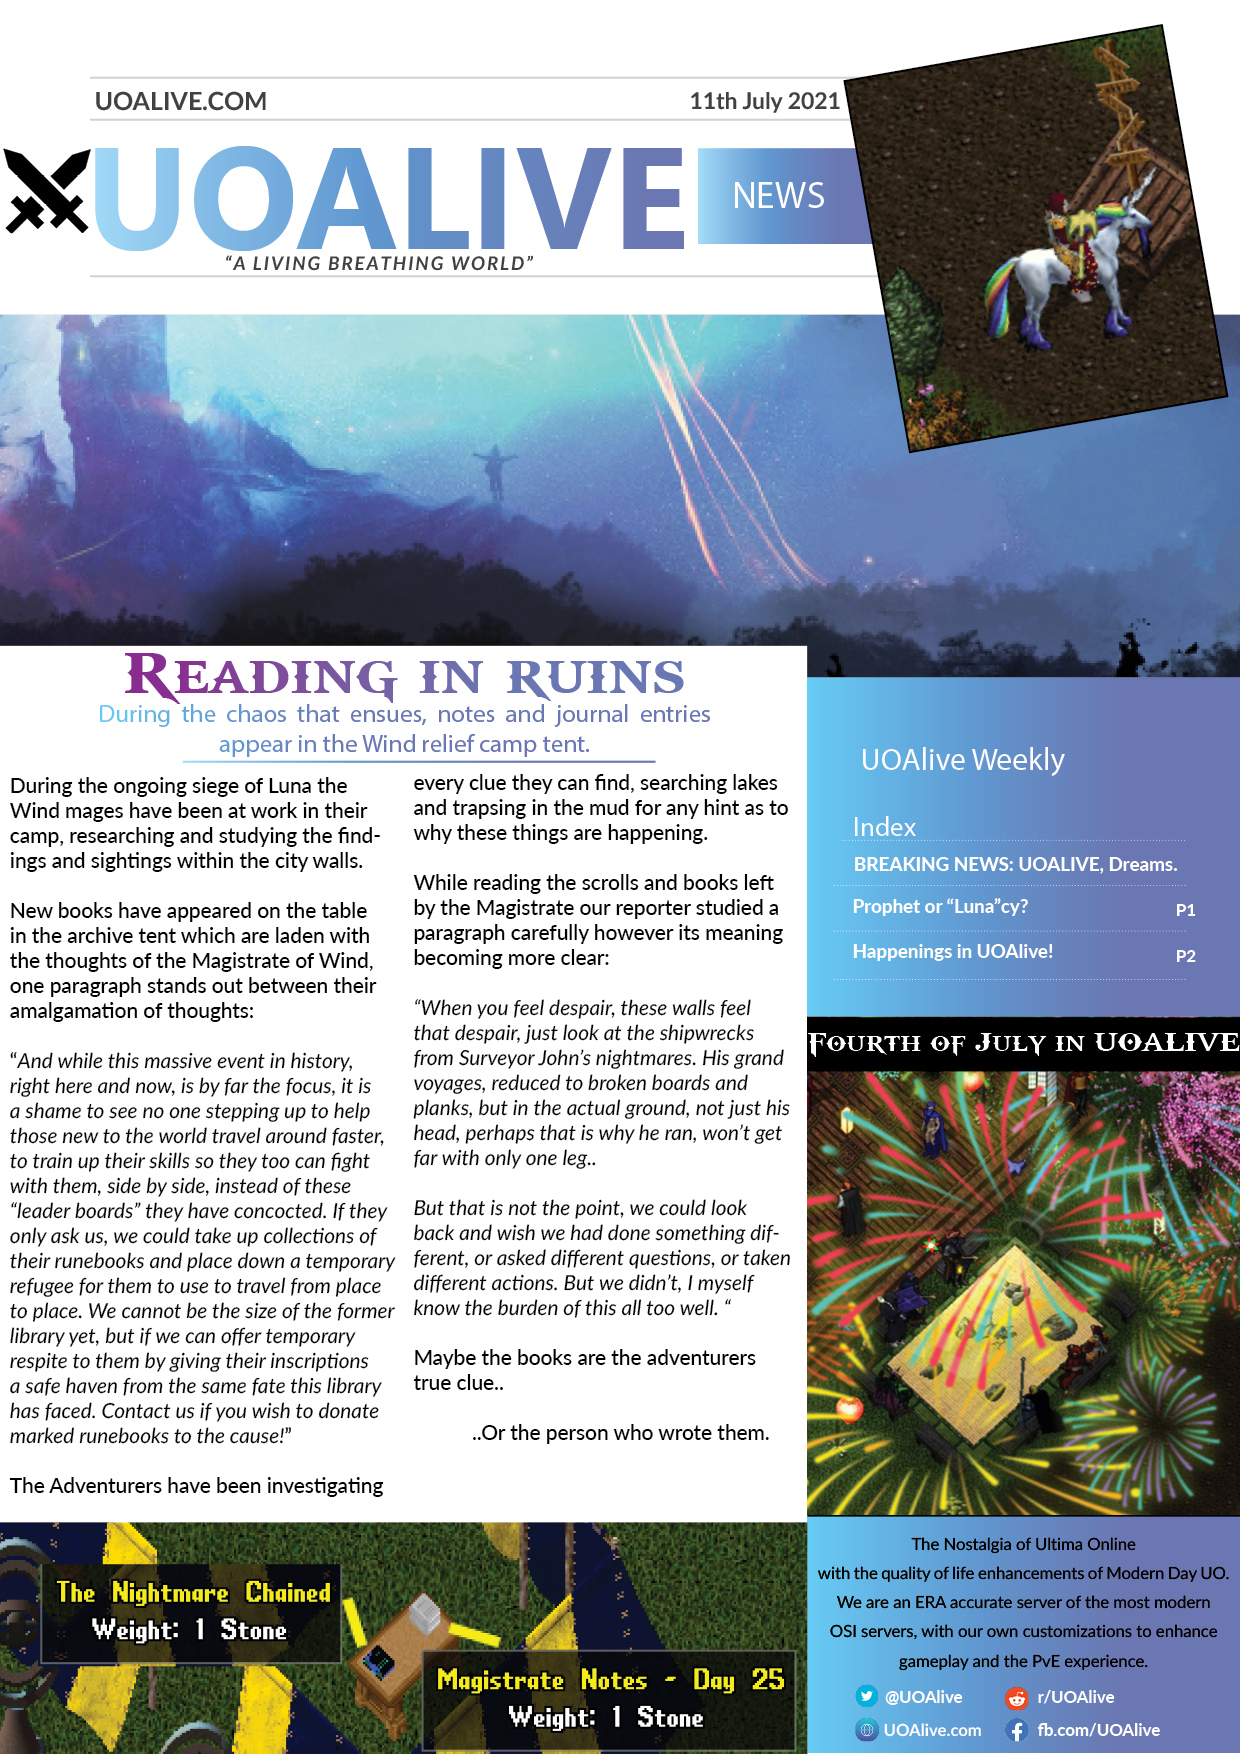 UOALIVE.COM
11th July 2021
UOALIVE
NEWS
“A LIVING BREATHING WORLD”
READING IN RUINS
During the chaos that ensues, notes and journal entries
appear in the Wind relief camp tent.
During the ongoing siege of Luna the
Wind mages have been at work in their
camp, researching and studying the find-
ings and sightings within the city walls.
New books have appeared on the table
in the archive tent which are laden with
the thoughts of the Magistrate of Wind,
one paragraph stands out between their
amalgamation of thoughts:
“And while this massive event in history,
right here and now, is by far the focus, it is
a shame to see no one stepping up to help
those new to the world travel around faster,
to train up their skills so they too can fight
with them, side by side, instead of these
“leader boards” they have concocted. If they
only ask us, we could take up collections of
their runebooks and place down a temporary
refugee for them to use to travel from place
to place. We cannot be the size of the former
library yet, but if we can offer temporary
respite to them by giving their inscriptions
a safe haven from the same fate this library
has faced. Contact us if you wish to donate
marked runebooks to the cause!”
The Adventurers have been investigating
every clue they can find, searching lakes
and trapsing in the mud for any hint as to
why these things are happening.
While reading the scrolls and books left
by the Magistrate our reporter studied a
paragraph carefully however its meaning
becoming more clear:
“When you feel despair, these walls feel
that despair, just look at the shipwrecks
from Surveyor John’s nightmares. His grand
voyages, reduced to broken boards and
planks, but in the actual ground, not just his
head, perhaps that is why he ran, won’t get
far with only one leg..
But that is not the point, we could look
back and wish we had done something dif-
ferent, or asked different questions, or taken
different actions. But we didn’t, I myself
know the burden of this all too well. “
Maybe the books are the adventurers
true clue..
..Or the person who wrote them.
UOAlive Weekly
Index
BREAKING NEWS: UOALIVE, Dreams.
Prophet or “Luna”cy? P1
Happenings in UOAlive! P2
FOURTH OF JULY IN UOALIVE
The Nightmare Chained
Weight: 1 Stone
Magistrate Notes - Day 25
Weight: 1 Stone
The Nostalgia of Ultima Online
with the quality of life enhancements of Modern Day UO.
We are an ERA accurate server of the most modern
OSI servers, with our own customizations to enhance
gameplay and the PvE experience.
@UOAlive r/UOAlive
UOAlive.com fb.com/UOAlive